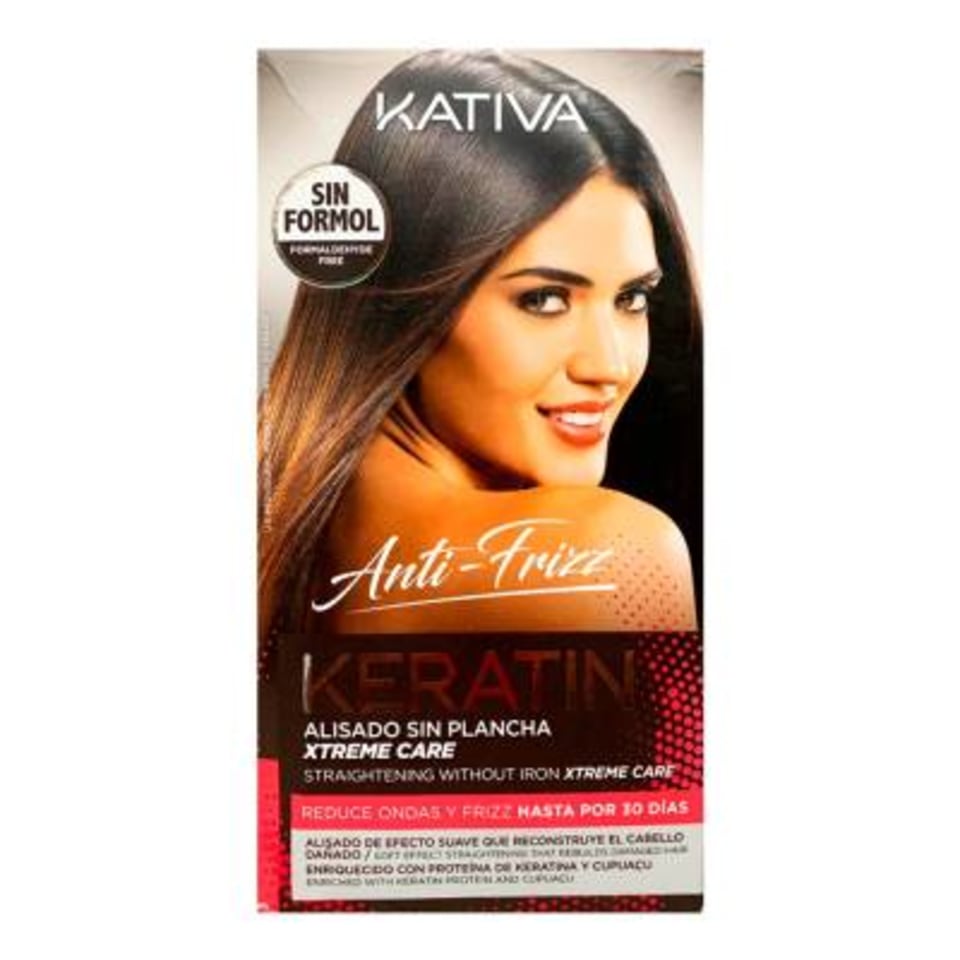 KATIVA
SIN
FORMOL
FORMALDEHYDE
FREE
Anti-Frizz
KERATIN
ALISADO SIN PLANCHA
XTREME CARE
STRAIGHTENING WITHOUT IRON XTREME CARE
REDUCE ONDAS Y FRIZZ HASTA POR 30 DÍAS
ALISADO DE EFECTO SUAVE QUE RECONSTRUYE EL CABELLO
DAÑADO / SOFT EFFECT STRAIGHTENING THAT REBUILDS DAMAGED HAIR
ENRIQUECIDO CON PROTEÍNA DE KERATINA Y CUPUAÇU
ENRICHED WITH KERATIN PROTEIN AND CUPUAÇU